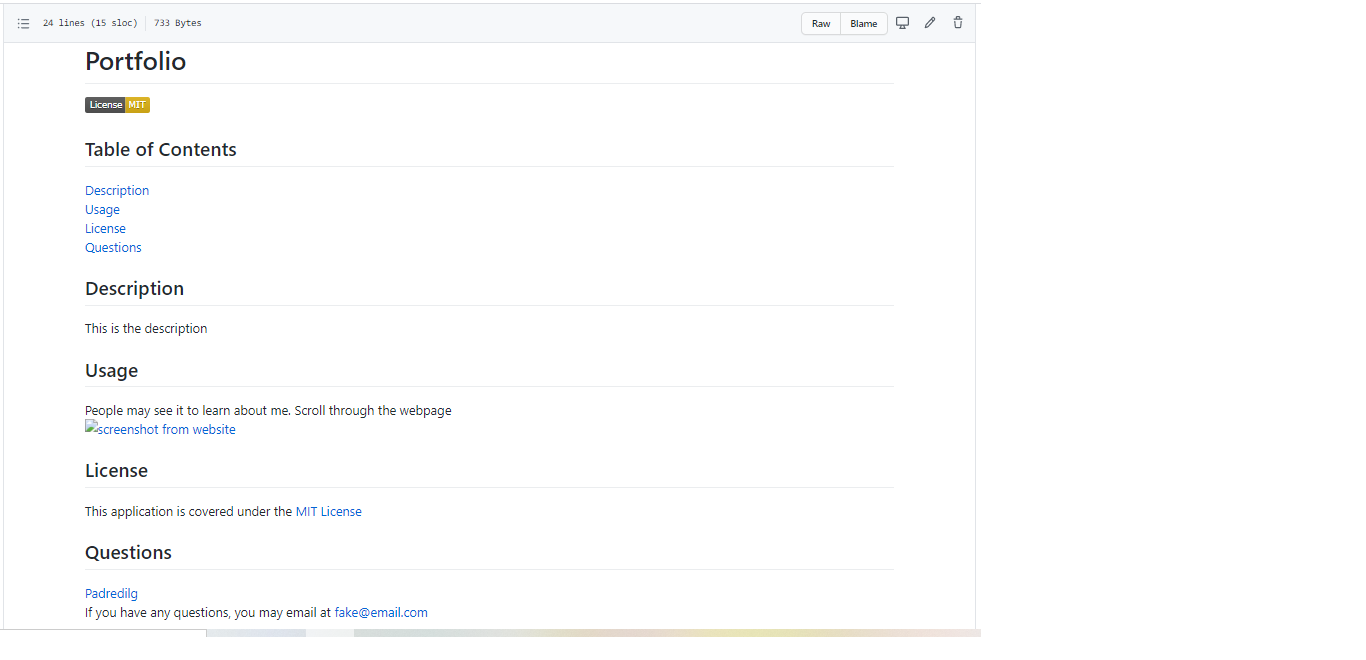 24 lines (15 sloc) 733 Bytes Raw Blame
Portfolio
License MIT
Table of Contents
Description
Usage
License
Questions
Description
This is the description
Usage
People may see it to learn about me. Scroll through the webpage
screenshot from website
License
This application is covered under the MIT License
Questions
Padredilg
If you have any questions, you may email at fake@email.com